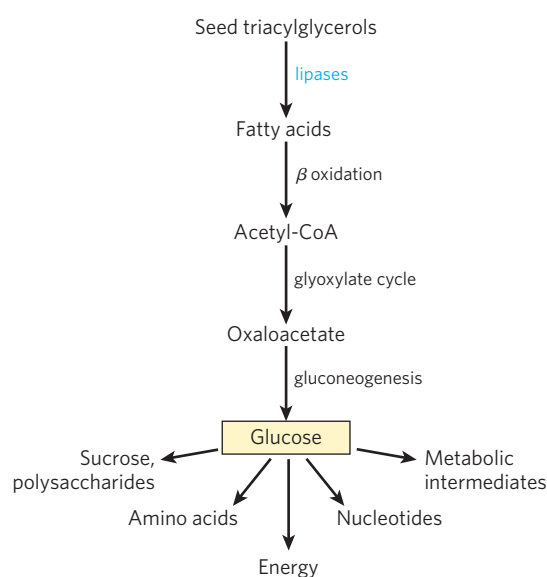 Seed triacylglycerols
lipases
Fatty acids
β oxidation
Acetyl-CoA
glyoxylate cycle
Oxaloacetate
gluconeogenesis
Glucose
Sucrose,
polysaccharides
Metabolic
intermediates
Amino acids
Nucleotides
Energy